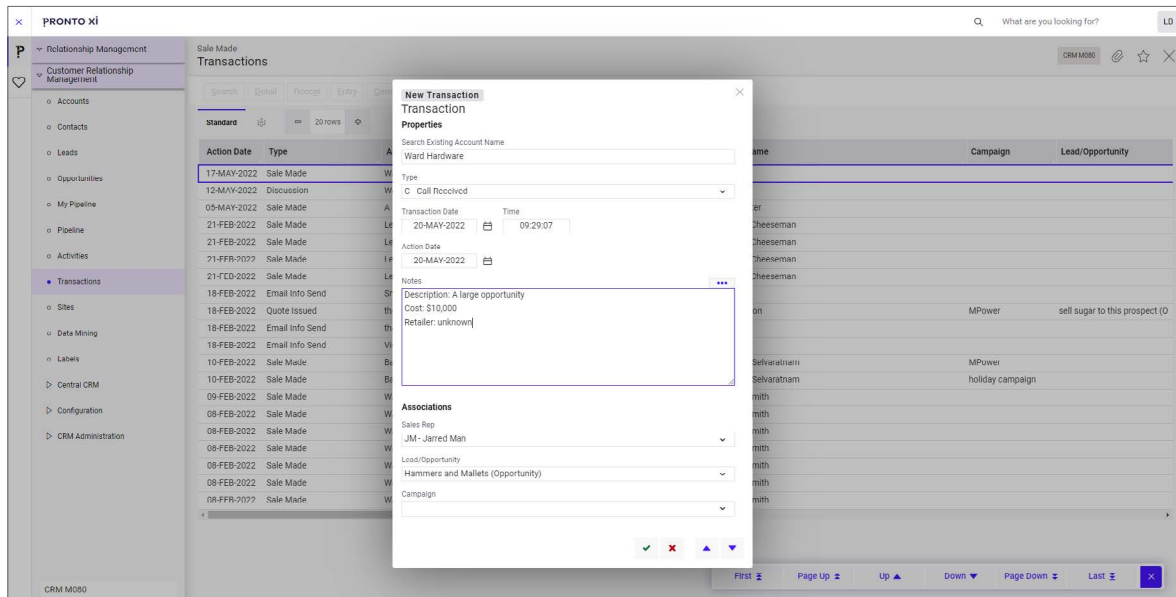 PRONTO XI
What are you looking for?
LD
Relationship Management
Customer Relationship Management
Accounts
Contacts
Leads
Opportunities
My Pipeline
Pipeline
Activities
Transactions
Sites
Data Mining
Labels
Central CRM
Configuration
CRM Administration
CRM M080
Sale Made
Transactions
CRM M080
Search Detail Recent Entry
Standard 20 rows
Action Date Type Campaign Lead/Opportunity
17-MAY-2022 Sale Made
12-MAY-2022 Discussion
05-MAY-2022 Sale Made
21-FEB-2022 Sale Made Cheeseman
21-FEB-2022 Sale Made Cheeseman
21-FEB-2022 Sale Made Cheeseman
21-FEB-2022 Sale Made Cheeseman
18-FEB-2022 Email Info Send
18-FEB-2022 Quote Issued MPower sell sugar to this prospect (O
18-FEB-2022 Email Info Send
18-FEB-2022 Email Info Send
10-FEB-2022 Sale Made Selvaratnam MPower
10-FEB-2022 Sale Made Selvaratnam holiday campaign
09-FEB-2022 Sale Made mith
08-FEB-2022 Sale Made mith
08-FEB-2022 Sale Made mith
08-FEB-2022 Sale Made mith
08-FEB-2022 Sale Made mith
08-FEB-2022 Sale Made mith
08-FEB-2022 Sale Made mith
New Transaction
Transaction
Properties
Search Existing Account Name
Ward Hardware
Type
C Call Received
Transaction Date Time
20-MAY-2022 09:29:07
Action Date
20-MAY-2022
Notes
Description: A large opportunity
Cost: $10,000
Retailer: unknown
Associations
Sales Rep
JM - Jarred Man
Lead/Opportunity
Hammers and Mallets (Opportunity)
Campaign
First Page Up Up Down Page Down Last